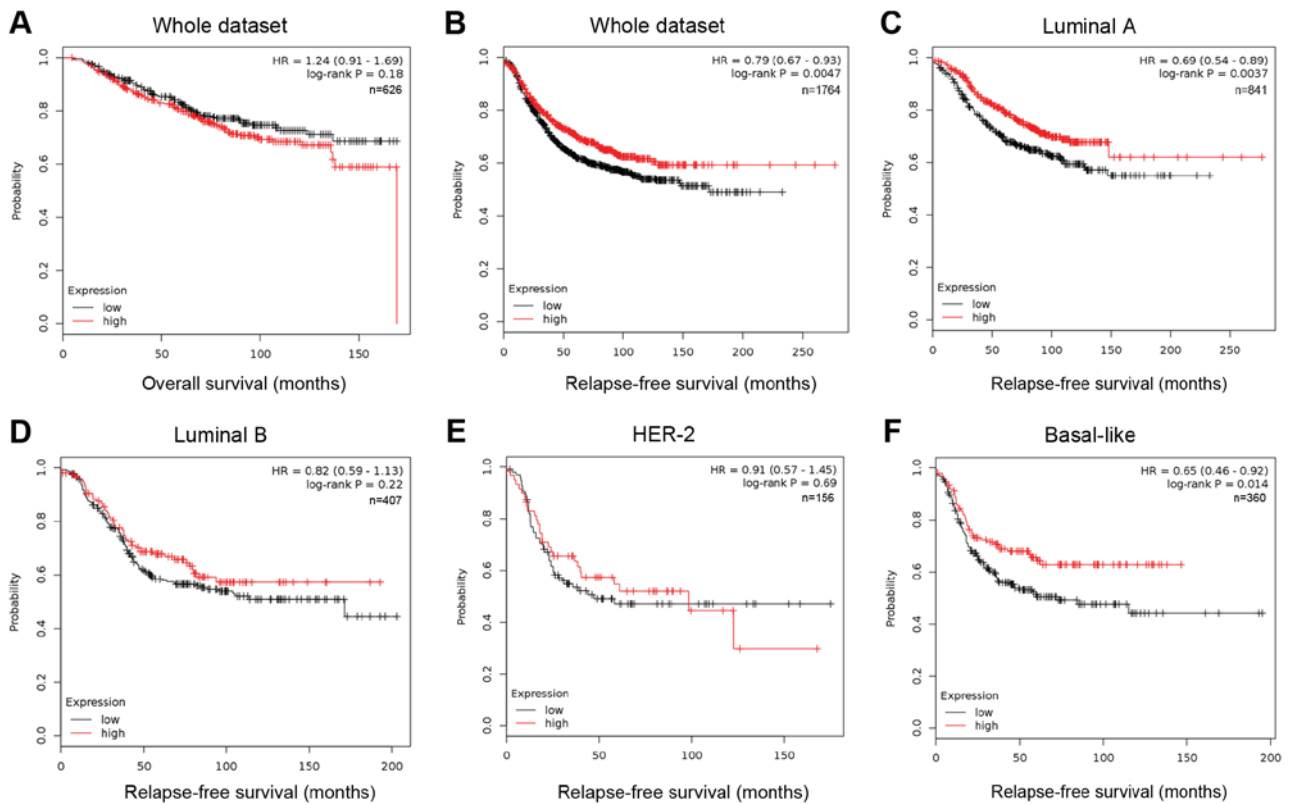 A
Whole dataset
HR = 1.24 (0.91 - 1.69)
log-rank P = 0.18
n=626
Probability
1.0
0.8
0.6
0.4
0.2
0.0
Expression
low
high
0 50 100 150
Overall survival (months)
B
Whole dataset
HR = 0.79 (0.67 - 0.93)
log-rank P = 0.0047
n=1764
Probability
1.0
0.8
0.6
0.4
0.2
0.0
Expression
low
high
0 50 100 150 200 250
Relapse-free survival (months)
C
Luminal A
HR = 0.69 (0.54 - 0.89)
log-rank P = 0.0037
n=841
Probability
1.0
0.8
0.6
0.4
0.2
0.0
Expression
low
high
0 50 100 150 200 250
Relapse-free survival (months)
D
Luminal B
HR = 0.82 (0.59 - 1.13)
log-rank P = 0.22
n=407
Probability
1.0
0.8
0.6
0.4
0.2
0.0
Expression
low
high
0 50 100 150 200
Relapse-free survival (months)
E
HER-2
HR = 0.91 (0.57 - 1.45)
log-rank P = 0.69
n=156
Probability
1.0
0.8
0.6
0.4
0.2
0.0
Expression
low
high
0 50 100 150
Relapse-free survival (months)
F
Basal-like
HR = 0.65 (0.46 - 0.92)
log-rank P = 0.014
n=360
Probability
1.0
0.8
0.6
0.4
0.2
0.0
Expression
low
high
0 50 100 150 200
Relapse-free survival (months)